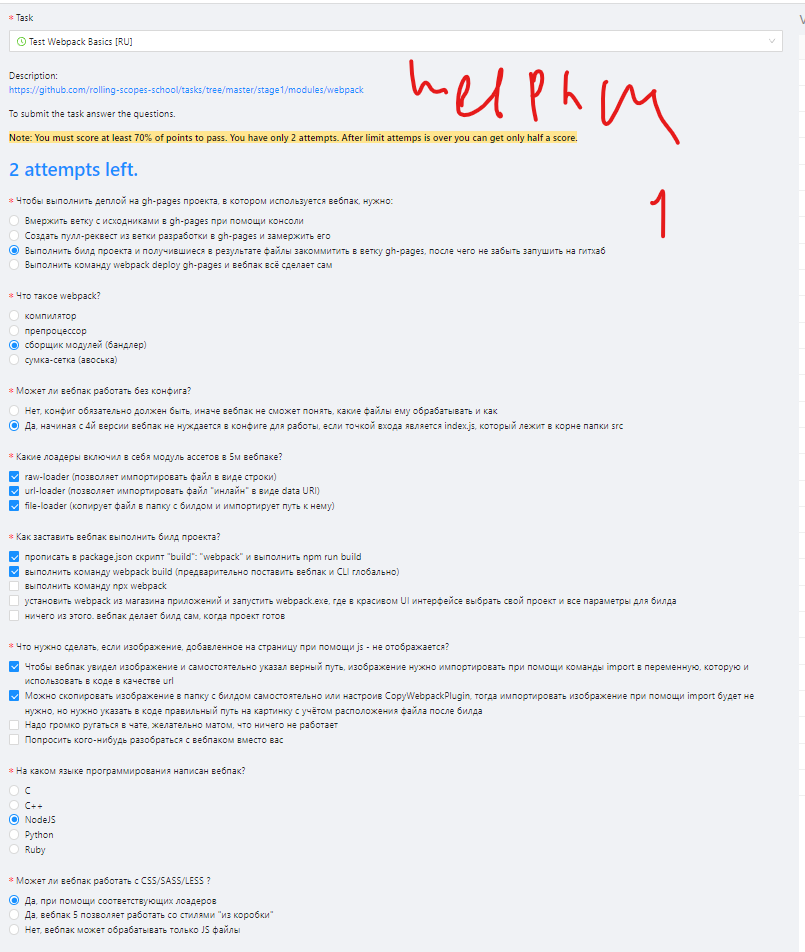 * Task
Test Webpack Basics [RU]
Description:
https://github.com/rolling-scopes-school/tasks/tree/master/stage1/modules/webpack
To submit the task answer the questions.
Note: You must score at least 70% of points to pass. You have only 2 attempts. After limit attemps is over you can get only half a score.
2 attempts left.
1
* Чтобы выполнить деплой на gh-pages проекта, в котором используется вебпак, нужно:
Вмержить ветку с исходниками в gh-pages при помощи консоли
Создать пулл-реквест из ветки разработки в gh-pages и замержить его
Выполнить билд проекта и получившиеся в результате файлы закоммитить в ветку gh-pages, после чего не забыть запушить на гитхаб
Выполнить команду webpack deploy gh-pages и вебпак всё сделает сам
* Что такое webpack?
компилятор
препроцессор
сборщик модулей (бандлер)
сумка-сетка (авоська)
* Может ли вебпак работать без конфига?
Нет, конфиг обязательно должен быть, иначе вебпак не сможет понять, какие файлы ему обрабатывать и как
Да, начиная с 4й версии вебпак не нуждается в конфиге для работы, если точкой входа является index.js, который лежит в корне папки src
* Какие лоадеры включил в себя модуль ассетов в 5м вебпаке?
raw-loader (позволяет импортировать файл в виде строки)
url-loader (позволяет импортировать файл "инлайн" в виде data URI)
file-loader (копирует файл в папку с билдом и импортирует путь к нему)
* Как заставить вебпак выполнить билд проекта?
прописать в package.json скрипт "build": "webpack" и выполнить npm run build
выполнить команду webpack build (предварительно поставить вебпак и CLI глобально)
выполнить команду npx webpack
установить webpack из магазина приложений и запустить webpack.exe, где в красивом UI интерфейсе выбрать свой проект и все параметры для билда
ничего из этого. вебпак делает билд сам, когда проект готов
* Что нужно сделать, если изображение, добавленное на страницу при помощи js - не отображается?
Чтобы вебпак увидел изображение и самостоятельно указал верный путь, изображение нужно импортировать при помощи команды import в переменную, которую и
использовать в коде в качестве url
Можно скопировать изображение в папку с билдом самостоятельно или настроив CopyWebpackPlugin, тогда импортировать изображение при помощи import будет не
нужно, но нужно указать в коде правильный путь на картинку с учётом расположения файла после билда
Надо громко ругаться в чате, желательно матом, что ничего не работает
Попросить кого-нибудь разобраться с вебпаком вместо вас
* На каком языке программирования написан вебпак?
C
C++
NodeJS
Python
Ruby
* Может ли вебпак работать с CSS/SASS/LESS ?
Да, при помощи соответствующих лоадеров
Да, вебпак 5 позволяет работать со стилями "из коробки"
Нет, вебпак может обрабатывать только JS файлы